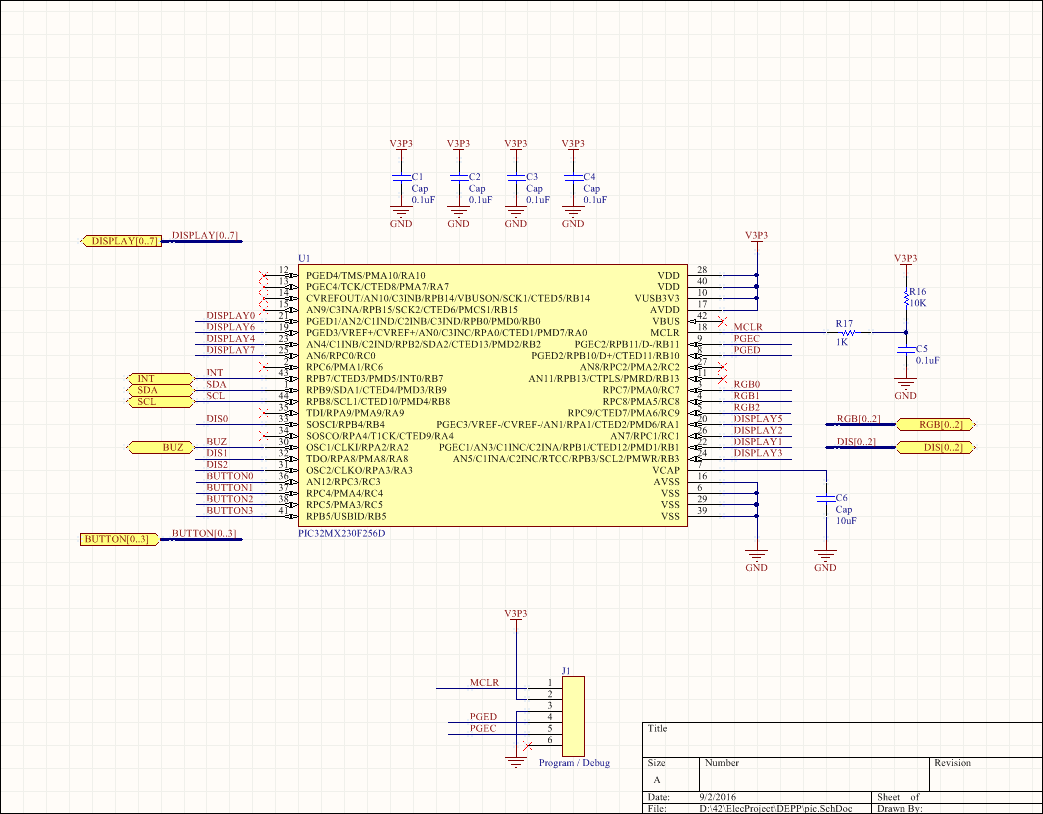 V3P3 V3P3 V3P3 V3P3
C1 C2 C3 C4
Cap Cap Cap Cap
0.1uF 0.1uF 0.1uF 0.1uF
GND GND GND GND
DISPLAY[0..7] DISPLAY[0..7]
V3P3
V3P3
U1
12 PGED4/TMS/PMA10/RA10 VDD 28
13 PGEC4/TCK/CTED8/PMA7/RA7 VDD 40
14 CVREFOUT/AN10/C3INB/RPB14/VBUSON/SCK1/CTED5/RB14 VUSB3V3 10
15 AN9/C3INA/RPB15/SCK2/CTED6/PMCS1/RB15 AVDD 17
DISPLAY0 21 PGED1/AN2/C1IND/C2INB/C3IND/RPB0/PMD0/RB0 VBUS 42
DISPLAY6 19 PGED3/VREF+/CVREF+/AN0/C3INC/RPA0/CTED1/PMD7/RA0 MCLR 18 MCLR
DISPLAY4 23 AN4/C1INB/C2IND/RPB2/SDA2/CTED13/PMD2/RB2 PGEC2/RPB11/D-/RB11 9 PGEC
DISPLAY7 25 AN6/RPC0/RC0 PGED2/RPB10/D+/CTED11/RB10 8 PGED
2 RPC6/PMA1/RC6 AN8/RPC2/PMA2/RC2 27
INT INT 43 RPB7/CTED3/PMD5/INT0/RB7 AN11/RPB13/CTPLS/PMRD/RB13 11
SDA SDA RPB9/SDA1/CTED4/PMD3/RB9 RPC7/PMA0/RC7 RGB0
SCL SCL 44 RPB8/SCL1/CTED10/PMD4/RB8 RPC8/PMA5/RC8 4 RGB1
35 TDI/RPA9/PMA9/RA9 RPC9/CTED7/PMA6/RC9 RGB2
DIS0 33 SOSCI/RPB4/RB4 PGEC3/VREF-/CVREF-/AN1/RPA1/CTED2/PMD6/RA1 20 DISPLAY5
34 SOSCO/RPA4/T1CK/CTED9/RA4 AN7/RPC1/RC1 26 DISPLAY2
BUZ BUZ 30 OSC1/CLKI/RPA2/RA2 PGEC1/AN3/C1INC/C2INA/RPB1/CTED12/PMD1/RB1 22 DISPLAY1
DIS1 32 TDO/RPA8/PMA8/RA8 AN5/C1INA/C2INC/RTCC/RPB3/SCL2/PMWR/RB3 24 DISPLAY3
DIS2 31 OSC2/CLKO/RPA3/RA3 VCAP 7
BUTTON0 36 AN12/RPC3/RC3 AVSS 16
BUTTON1 37 RPC4/PMA4/RC4 VSS 6
BUTTON2 38 RPC5/PMA3/RC5 VSS 29
BUTTON3 41 RPB5/USBID/RB5 VSS 39
PIC32MX230F256D
R16
10K
R17
1K
C5
0.1uF
GND
RGB[0..2] RGB[0..2]
DIS[0..2] DIS[0..2]
C6
Cap
10uF
GND GND
BUTTON[0..3] BUTTON[0..3]
V3P3
J1
MCLR 1
2
3
PGED 4
PGEC 5
6
Program / Debug
Title
Size Number Revision
A
Date: 9/2/2016 Sheet of
File: D:\42\ElecProject\DEPP\pic.SchDoc Drawn By: